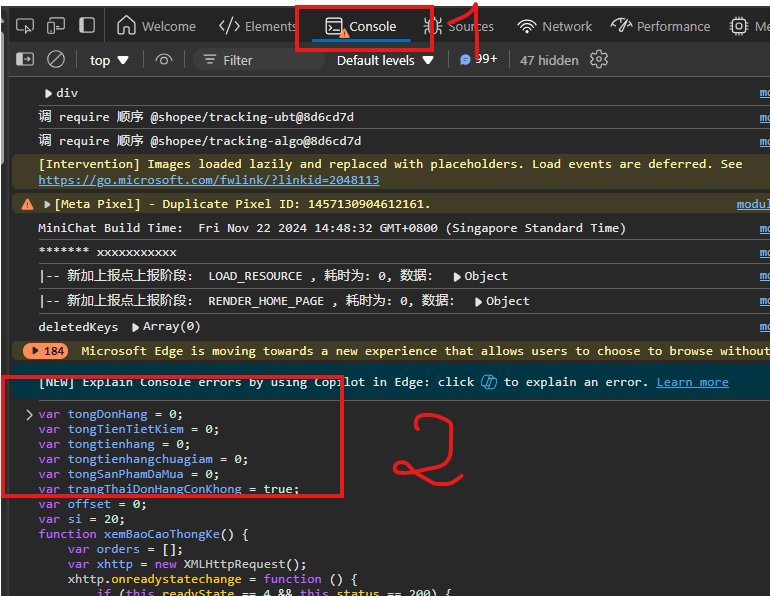 Welcome Elements Console Sources Network Performance Me
1
top Filter Default levels 99+ 47 hidden
div mo
调 require 顺序 @shopee/tracking-ubt@8d6cd7d mo
调 require 顺序 @shopee/tracking-algo@8d6cd7d mo
[Intervention] Images loaded lazily and replaced with placeholders. Load events are deferred. See
https://go.microsoft.com/fwlink/?linkid=2048113
[Meta Pixel] - Duplicate Pixel ID: 1457130904612161. modul
MiniChat Build Time:  Fri Nov 22 2024 14:48:32 GMT+0800 (Singapore Standard Time) mo
******* xxxxxxxxxxx mo
|-- 新加上报点上报阶段:  LOAD_RESOURCE , 耗时为: 0, 数据:  Object mo
|-- 新加上报点上报阶段:  RENDER_HOME_PAGE , 耗时为: 0, 数据:  Object mo
deletedKeys Array(0) mo
184 Microsoft Edge is moving towards a new experience that allows users to choose to browse without
[NEW] Explain Console errors by using Copilot in Edge: click to explain an error. Learn more
var tongDonHang = 0;
var tongTienTietKiem = 0;
var tongtienhang = 0;
2
var tongtienhangchuagiam = 0;
var tongSanPhamDaMua = 0;
var trangThaiDonHangConKhong = true;
var offset = 0;
var si = 20;
function xemBaoCaoThongKe() {
var orders = [];
var xhttp = new XMLHttpRequest();
xhttp.onreadystatechange = function () {
if (this.readyState == 4 && this.status == 200) {